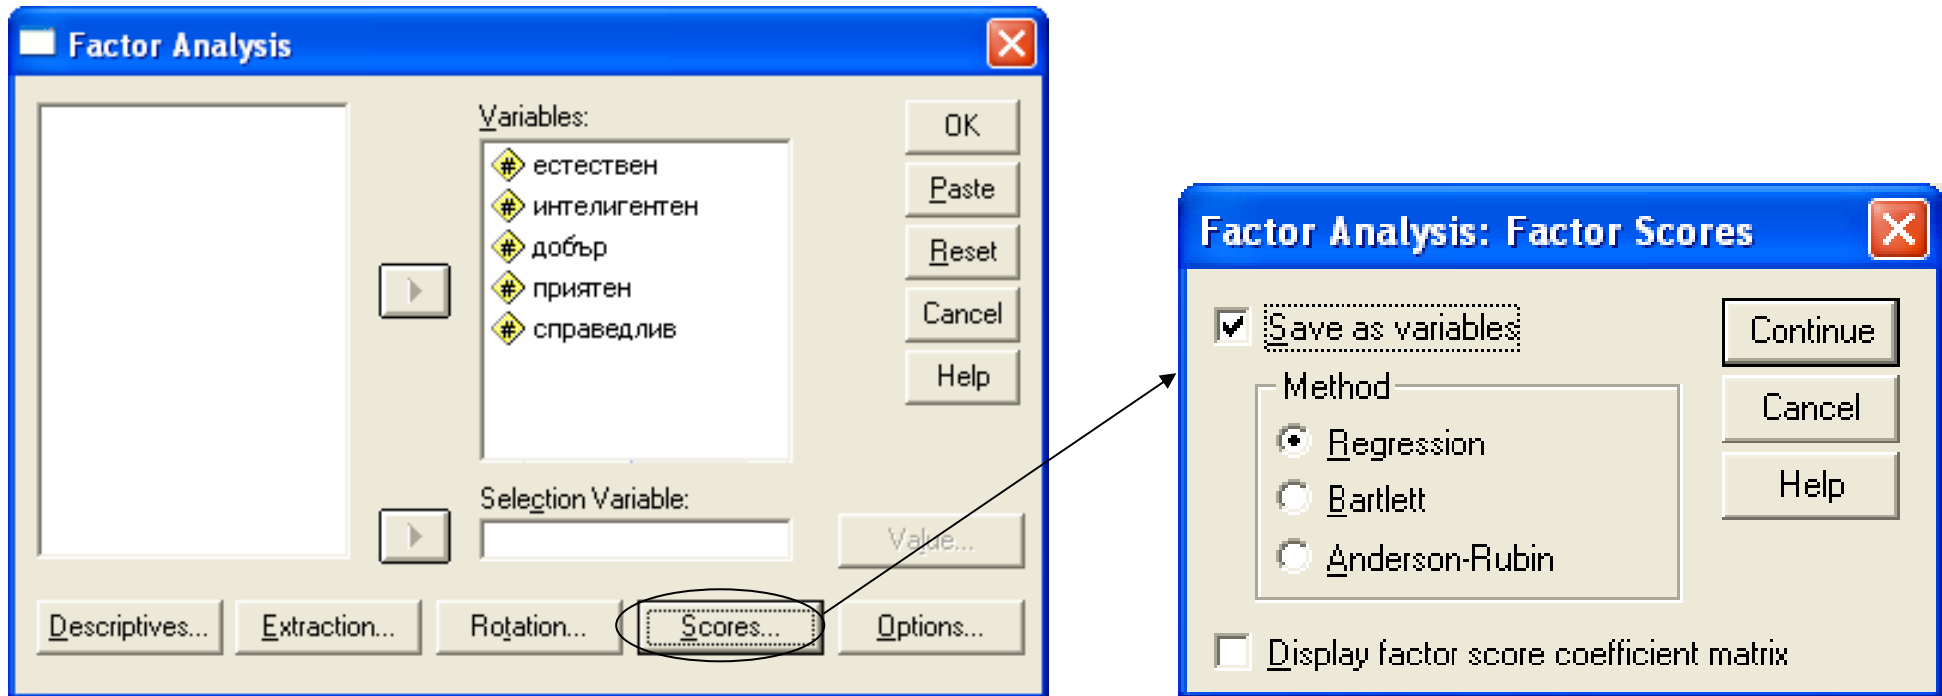 Factor Analysis
Variables:
естествен
интелигентен
добър
приятен
справедлив
OK
Paste
Reset
Cancel
Help
Selection Variable:
Value...
Descriptives...
Extraction...
Rotation...
Scores...
Options...
Factor Analysis: Factor Scores
Save as variables
Method
Regression
Bartlett
Anderson-Rubin
Display factor score coefficient matrix
Continue
Cancel
Help